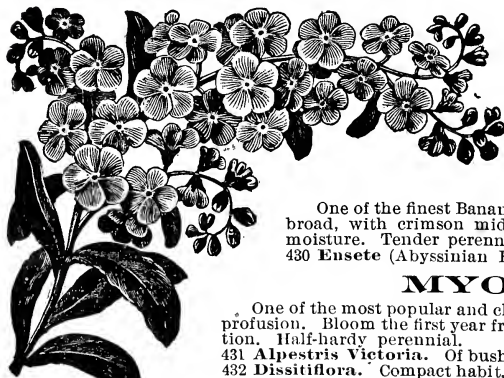 One of the finest Banan
broad, with crimson mid
moisture. Tender perenn
430 Ensete (Abyssinian
MYO
One of the most popular and c
profusion. Bloom the first year fr
tion. Half-hardy perennial.
431 Alpestris Victoria. Of bush
432 Dissitiflora. Compact habit,